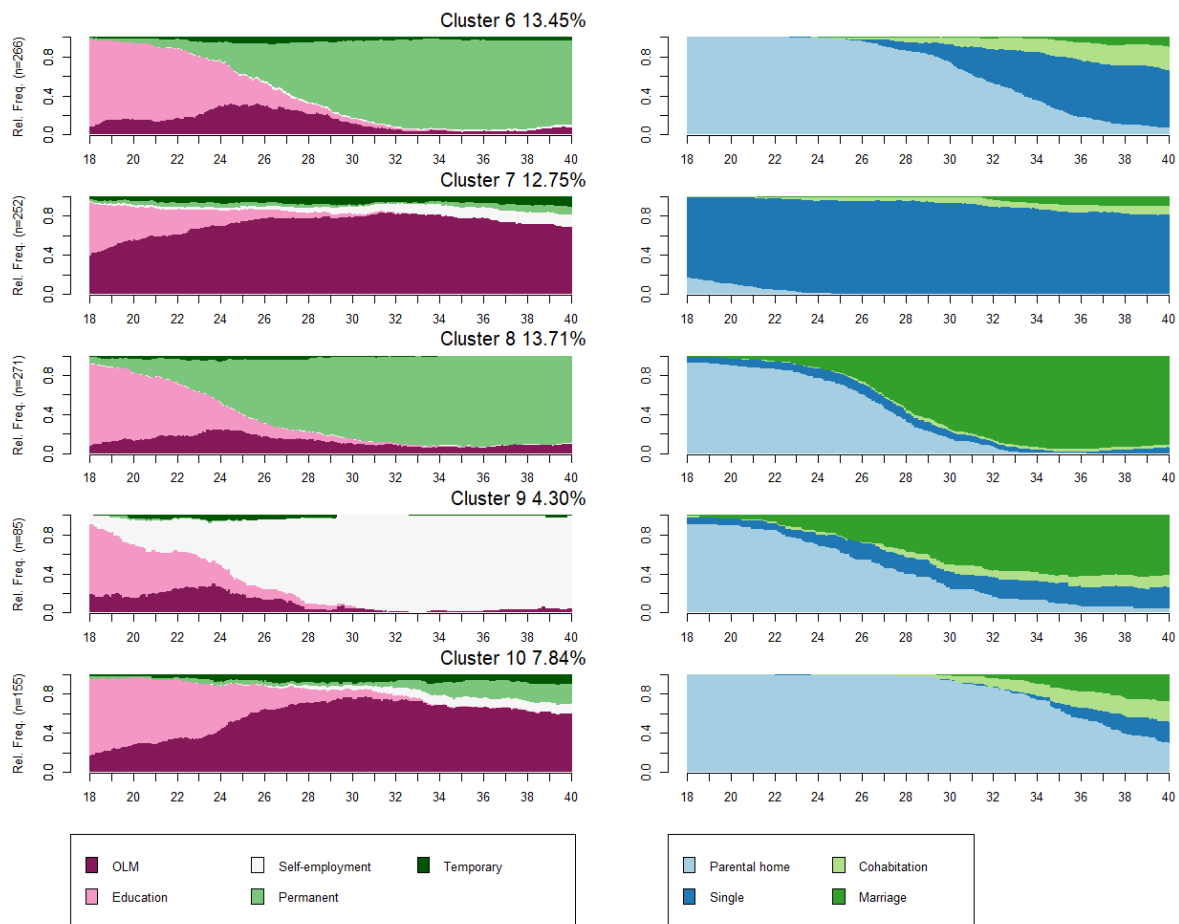 Cluster 6 13.45%
Rel. Freq. (n=266)
0.0 0.4 0.8
18 20 22 24 26 28 30 32 34 36 38 40
0.0 0.4 0.8
18 20 22 24 26 28 30 32 34 36 38 40
Cluster 7 12.75%
Rel. Freq. (n=252)
0.0 0.4 0.8
18 20 22 24 26 28 30 32 34 36 38 40
0.0 0.4 0.8
18 20 22 24 26 28 30 32 34 36 38 40
Cluster 8 13.71%
Rel. Freq. (n=271)
0.0 0.4 0.8
18 20 22 24 26 28 30 32 34 36 38 40
0.0 0.4 0.8
18 20 22 24 26 28 30 32 34 36 38 40
Cluster 9 4.30%
Rel. Freq. (n=85)
0.0 0.4 0.8
18 20 22 24 26 28 30 32 34 36 38 40
0.0 0.4 0.8
18 20 22 24 26 28 30 32 34 36 38 40
Cluster 10 7.84%
Rel. Freq. (n=155)
0.0 0.4 0.8
18 20 22 24 26 28 30 32 34 36 38 40
0.0 0.4 0.8
18 20 22 24 26 28 30 32 34 36 38 40
OLM Self-employment Temporary
Education Permanent
Parental home Cohabitation
Single Marriage